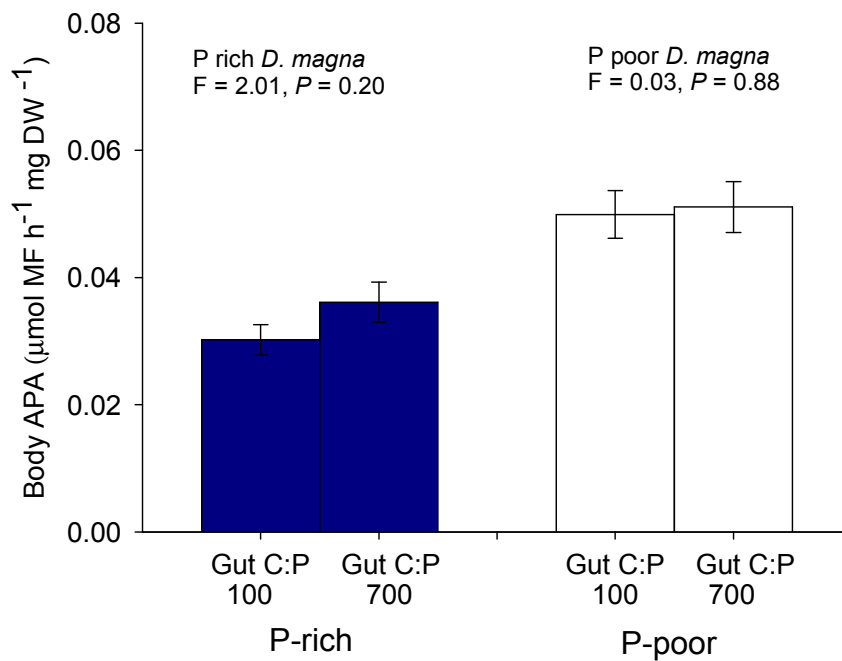 0.08
0.06
0.04
0.02
0.00
Body APA (μmol MF h⁻¹ mg DW ⁻¹)
P rich D. magna
F = 2.01, P = 0.20
P poor D. magna
F = 0.03, P = 0.88
Gut C:P
100
Gut C:P
700
Gut C:P
100
Gut C:P
700
P-rich
P-poor